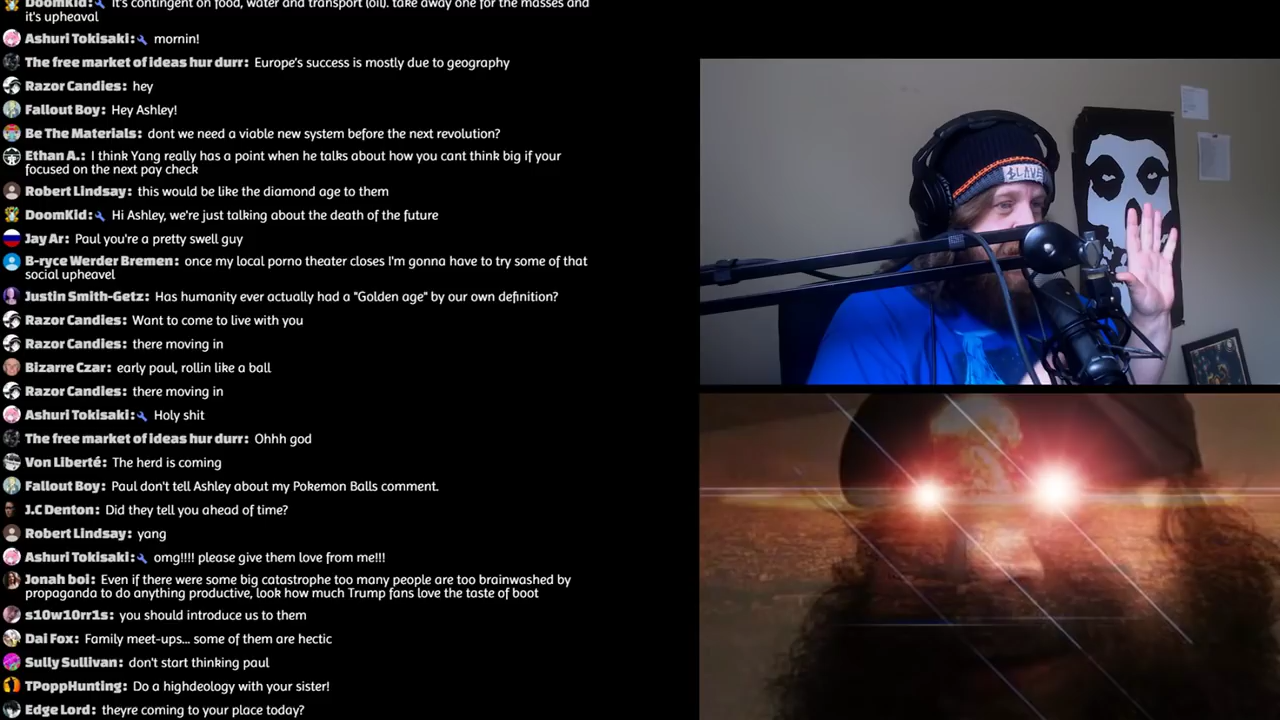 DoomKid: It's contingent on food, water and transport (oil). take away one for the masses and
it's upheaval
Ashuri Tokisaki: mornin!
The free market of ideas hur durr: Europe's success is mostly due to geography
Razor Candies: hey
Fallout Boy: Hey Ashley!
Be The Materials: dont we need a viable new system before the next revolution?
Ethan A.: I think Yang really has a point when he talks about how you cant think big if your
focused on the next pay check
Robert Lindsay: this would be like the diamond age to them
DoomKid: Hi Ashley, we're just talking about the death of the future
Jay Ar: Paul you're a pretty swell guy
B-ryce Werder Bremen: once my local porno theater closes I'm gonna have to try some of that
social upheavel
Justin Smith-Getz: Has humanity ever actually had a "Golden age" by our own definition?
Razor Candies: Want to come to live with you
Razor Candies: there moving in
Bizarre Czar: early paul, rollin like a ball
Razor Candies: there moving in
Ashuri Tokisaki: Holy shit
The free market of ideas hur durr: Ohhh god
Von Liberté: The herd is coming
Fallout Boy: Paul don't tell Ashley about my Pokemon Balls comment.
J.C Denton: Did they tell you ahead of time?
Robert Lindsay: yang
Ashuri Tokisaki: omg!!!! please give them love from me!!!
Jonah boi: Even if there were some big catastrophe too many people are too brainwashed by
propaganda to do anything productive, look how much Trump fans love the taste of boot
s10w10rr1s: you should introduce us to them
Dai Fox: Family meet-ups... some of them are hectic
Sully Sullivan: don't start thinking paul
TPoppHunting: Do a highdeology with your sister!
Edge Lord: theyre coming to your place today?
$LAVE